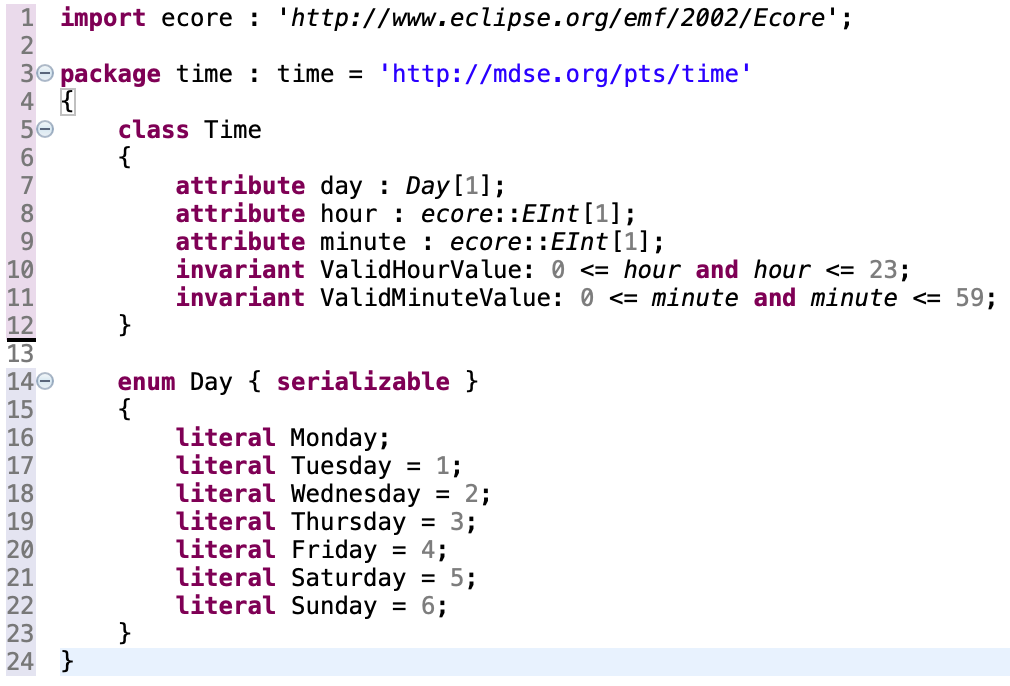 1 import ecore : 'http://www.eclipse.org/emf/2002/Ecore';
2
3 package time : time = 'http://mdse.org/pts/time'
4 {
5     class Time
6     {
7         attribute day : Day[1];
8         attribute hour : ecore::EInt[1];
9         attribute minute : ecore::EInt[1];
10         invariant ValidHourValue: 0 <= hour and hour <= 23;
11         invariant ValidMinuteValue: 0 <= minute and minute <= 59;
12     }
13
14     enum Day { serializable }
15     {
16         literal Monday;
17         literal Tuesday = 1;
18         literal Wednesday = 2;
19         literal Thursday = 3;
20         literal Friday = 4;
21         literal Saturday = 5;
22         literal Sunday = 6;
23     }
24 }